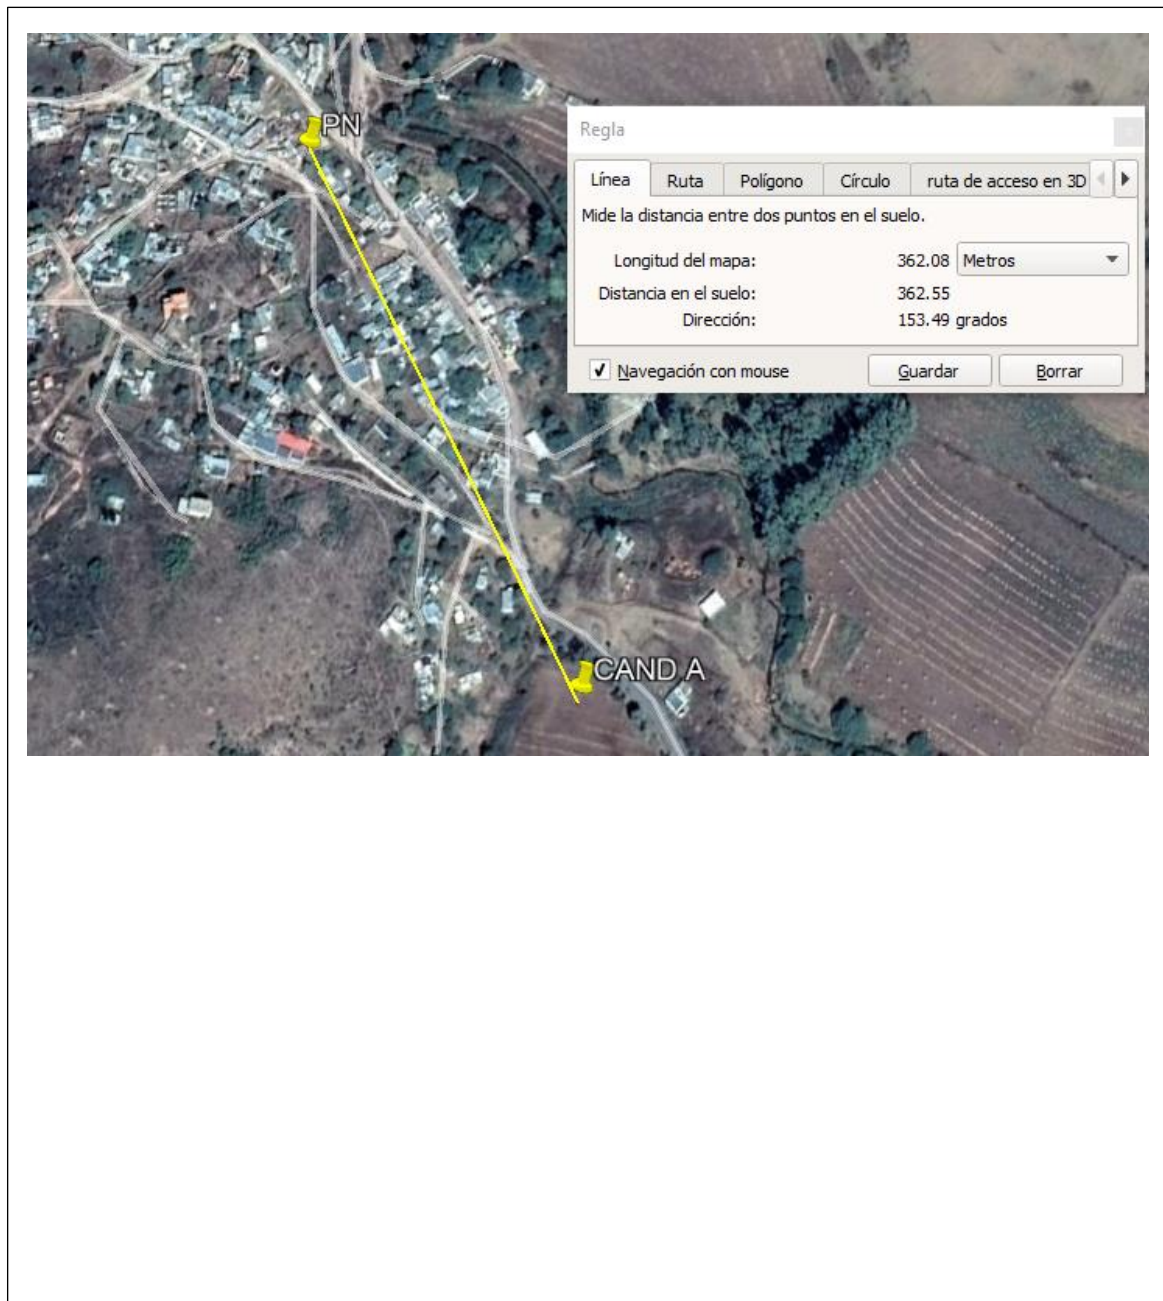 PN
CAND A
Regla
Línea Ruta Polígono Círculo ruta de acceso en 3D
Mide la distancia entre dos puntos en el suelo.
Longitud del mapa: 362.08 Metros
Distancia en el suelo: 362.55
Dirección: 153.49 grados
Navegación con mouse Guardar Borrar